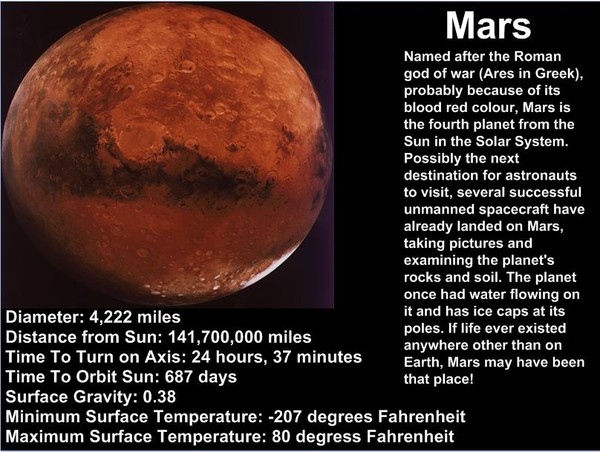 Mars
Named after the Roman
god of war (Ares in Greek),
probably because of its
blood red colour, Mars is
the fourth planet from the
Sun in the Solar System.
Possibly the next
destination for astronauts
to visit, several successful
unmanned spacecraft have
already landed on Mars,
taking pictures and
examining the planet's
rocks and soil. The planet
once had water flowing on
it and has ice caps at its
poles. If life ever existed
anywhere other than on
Earth, Mars may have been
that place!
Diameter: 4,222 miles
Distance from Sun: 141,700,000 miles
Time To Turn on Axis: 24 hours, 37 minutes
Time To Orbit Sun: 687 days
Surface Gravity: 0.38
Minimum Surface Temperature: -207 degrees Fahrenheit
Maximum Surface Temperature: 80 degress Fahrenheit